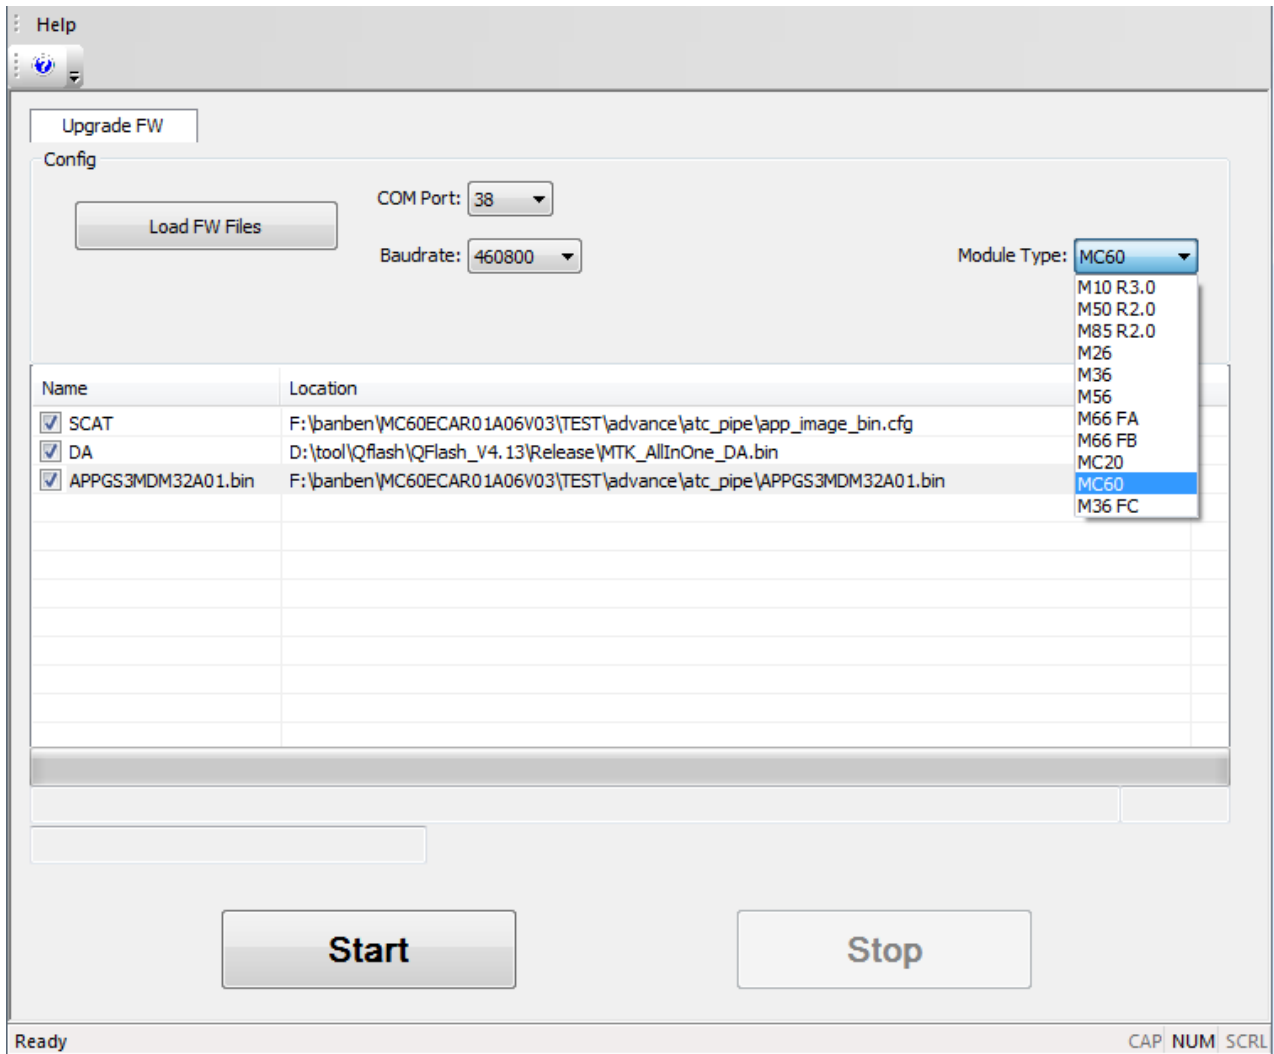 Help
Upgrade FW
Config
Load FW Files
COM Port: 38
Baudrate: 460800
Module Type: MC60
M10 R3.0
M50 R2.0
M85 R2.0
M26
M36
M56
M66 FA
M66 FB
MC20
MC60
M36 FC
Name Location
SCAT F:\banben\MC60ECAR01A06V03\TEST\advance\atc_pipe\app_image_bin.cfg
DA D:\tool\Qflash\QFlash_V4.13\Release\MTK_AllInOne_DA.bin
APPGS3MDM32A01.bin F:\banben\MC60ECAR01A06V03\TEST\advance\atc_pipe\APPGS3MDM32A01.bin
Start Stop
Ready CAP NUM SCRL